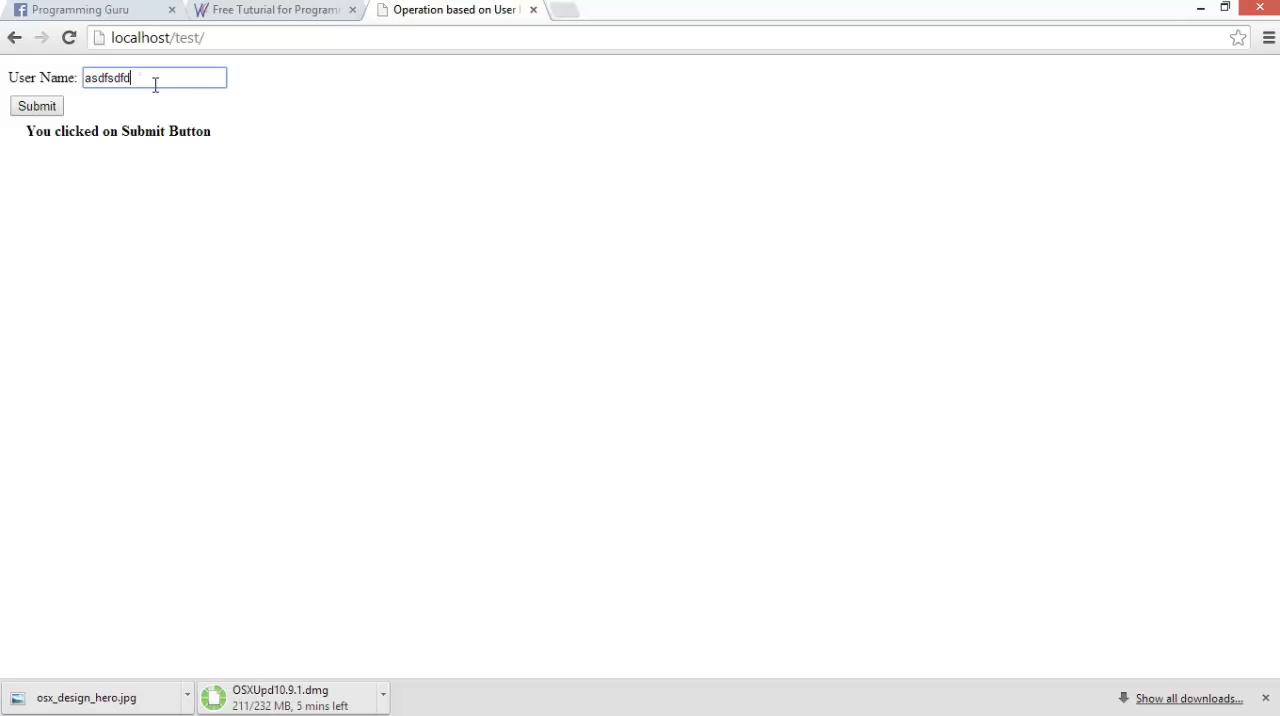 Programming Guru
Free Tuturial for Program
Operation based on User
localhost/test/
User Name: asdfsdfd
Submit
You clicked on Submit Button
osx_design_hero.jpg
OSXUpd10.9.1.dmg
211/232 MB, 5 mins left
Show all downloads...